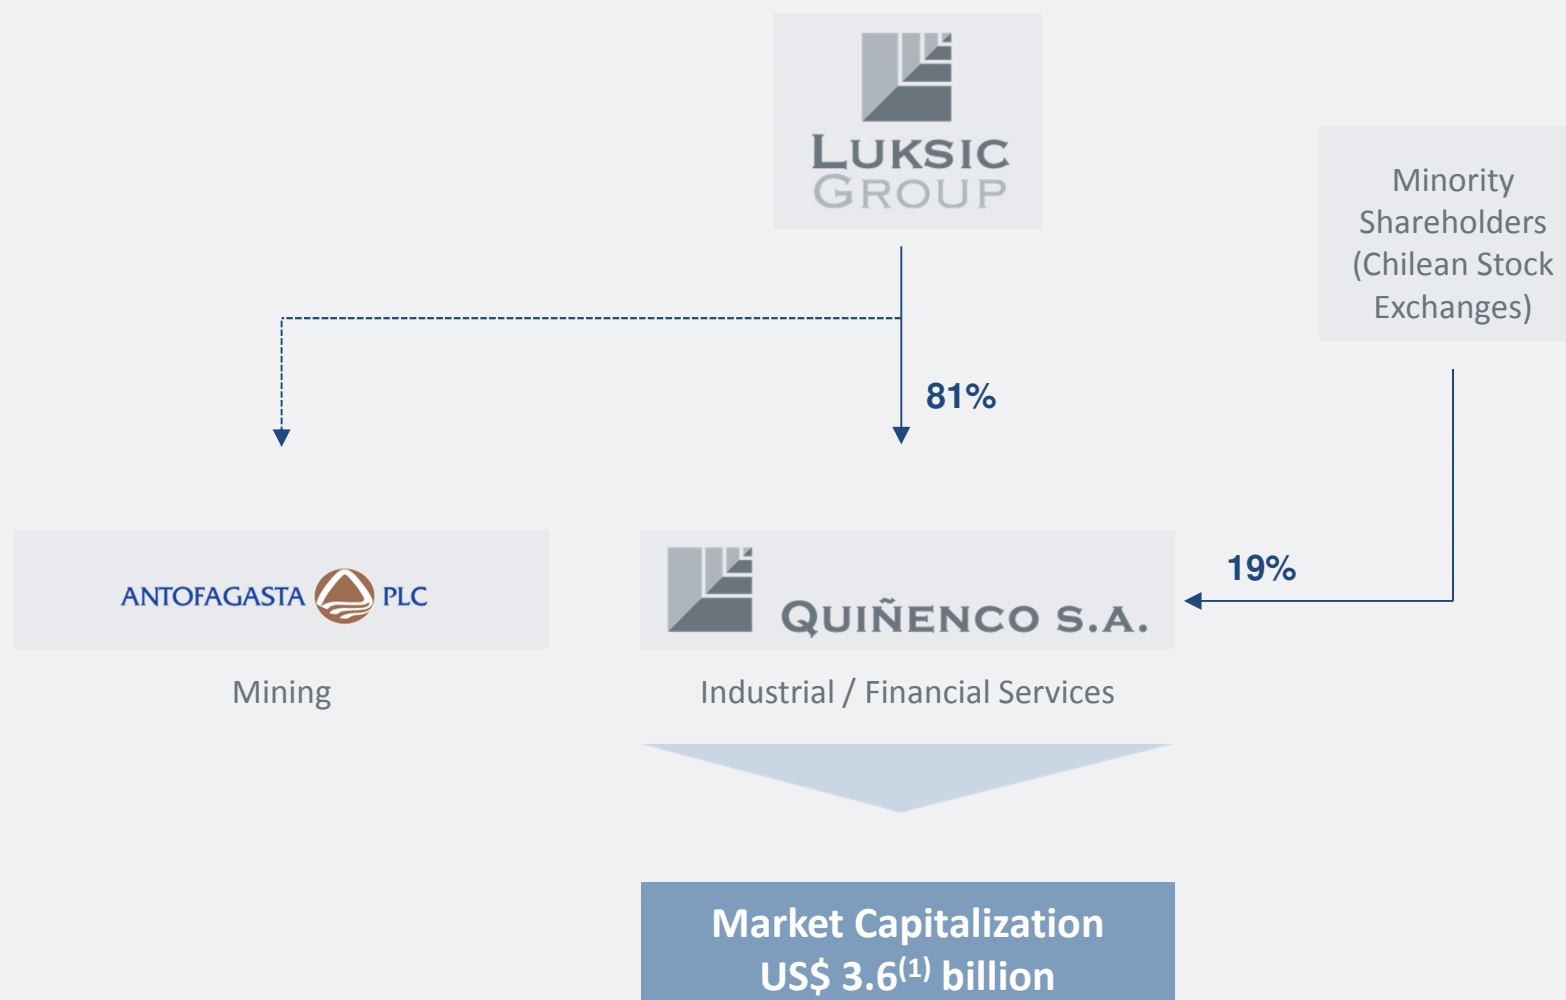 LUKSIC
GROUP
Minority
Shareholders
(Chilean Stock
Exchanges)
81%
19%
ANTOFAGASTA PLC
QUIÑENCO S.A.
Mining
Industrial / Financial Services
Market Capitalization
US$ 3.6(1) billion